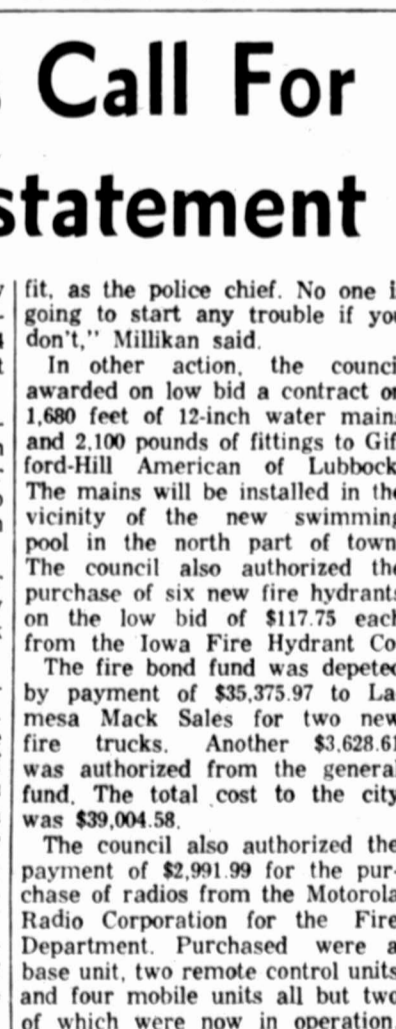 Call For
statement
fit, as the police chief. No one i
going to start any trouble if you
don't," Millikan said.
In other action, the counci
awarded on low bid a contract on
1,680 feet of 12-inch water main
and 2,100 pounds of fittings to Gif
ford-Hill American of Lubbock
The mains will be installed in the
vicinity of the new swimming
pool in the north part of town
The council also authorized the
purchase of six new fire hydrants
on the low bid of $117.75 each
from the Iowa Fire Hydrant Co
The fire bond fund was depeted
by payment of $35,375.97 to La
mesa Mack Sales for two new
fire trucks. Another $3,628.61
was authorized from the general
fund. The total cost to the city
was $39,004.58.
The council also authorized the
payment of $2,991.99 for the pur-
chase of radios from the Motorola
Radio Corporation for the Fire
Department. Purchased were a
base unit, two remote control units
and four mobile units all but two
of which were now in operation